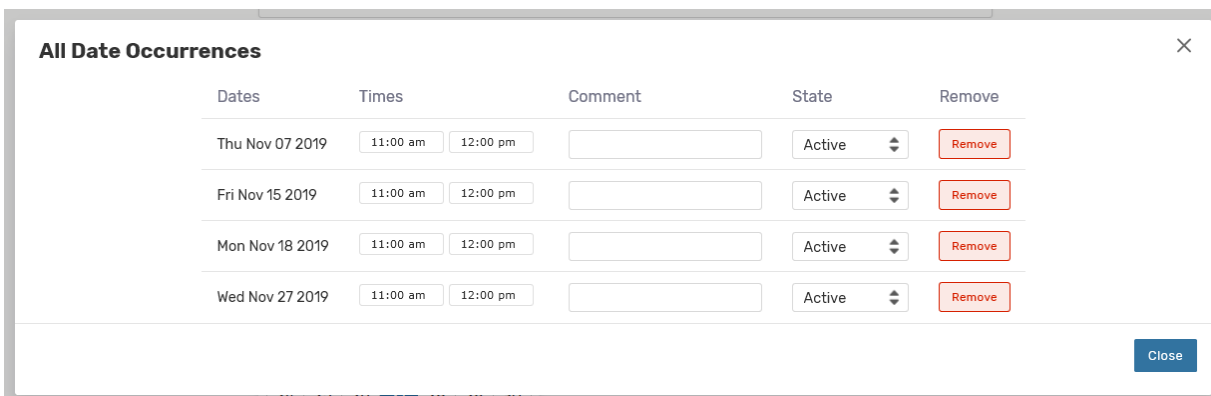 All Date Occurrences
Dates Times Comment State Remove
Thu Nov 07 2019 11:00 am 12:00 pm Active Remove
Fri Nov 15 2019 11:00 am 12:00 pm Active Remove
Mon Nov 18 2019 11:00 am 12:00 pm Active Remove
Wed Nov 27 2019 11:00 am 12:00 pm Active Remove
Close